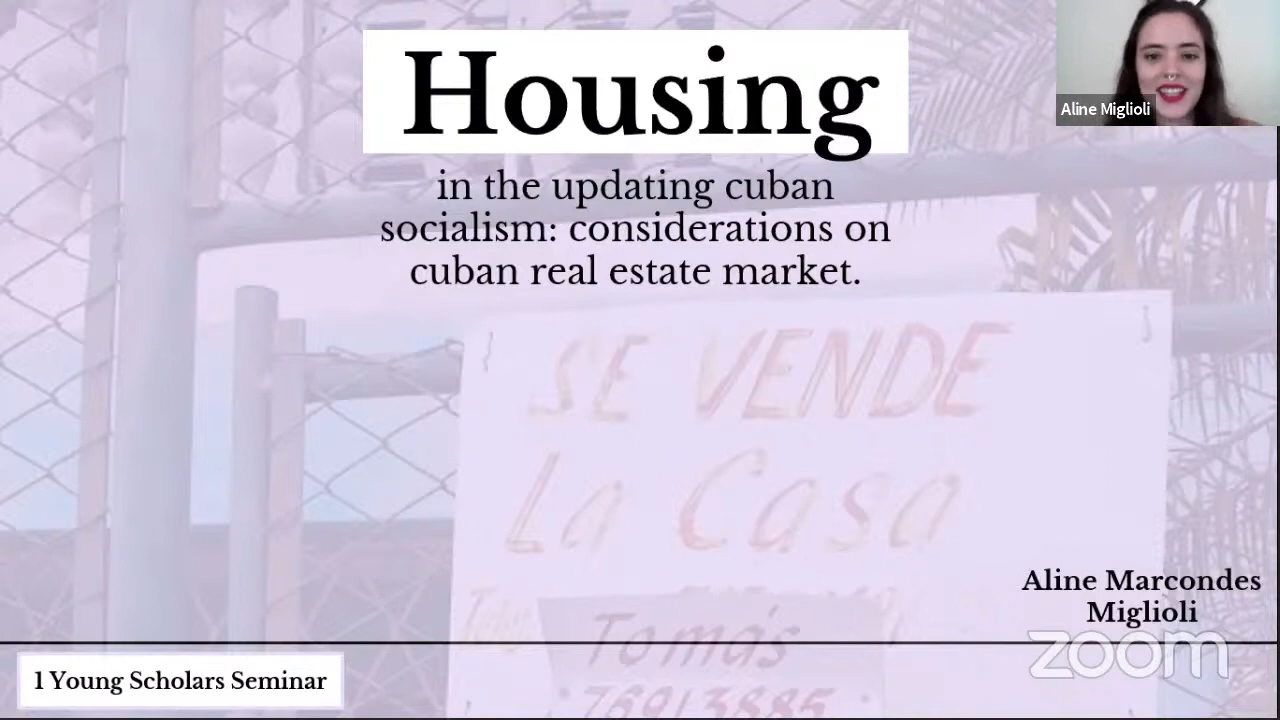 Housing
in the updating cuban
socialism: considerations on
cuban real estate market.
Aline Miglioli
SE VENDE
La Casa
Tomás
76913885
Aline Marcondes
Miglioli
zoom
1 Young Scholars Seminar